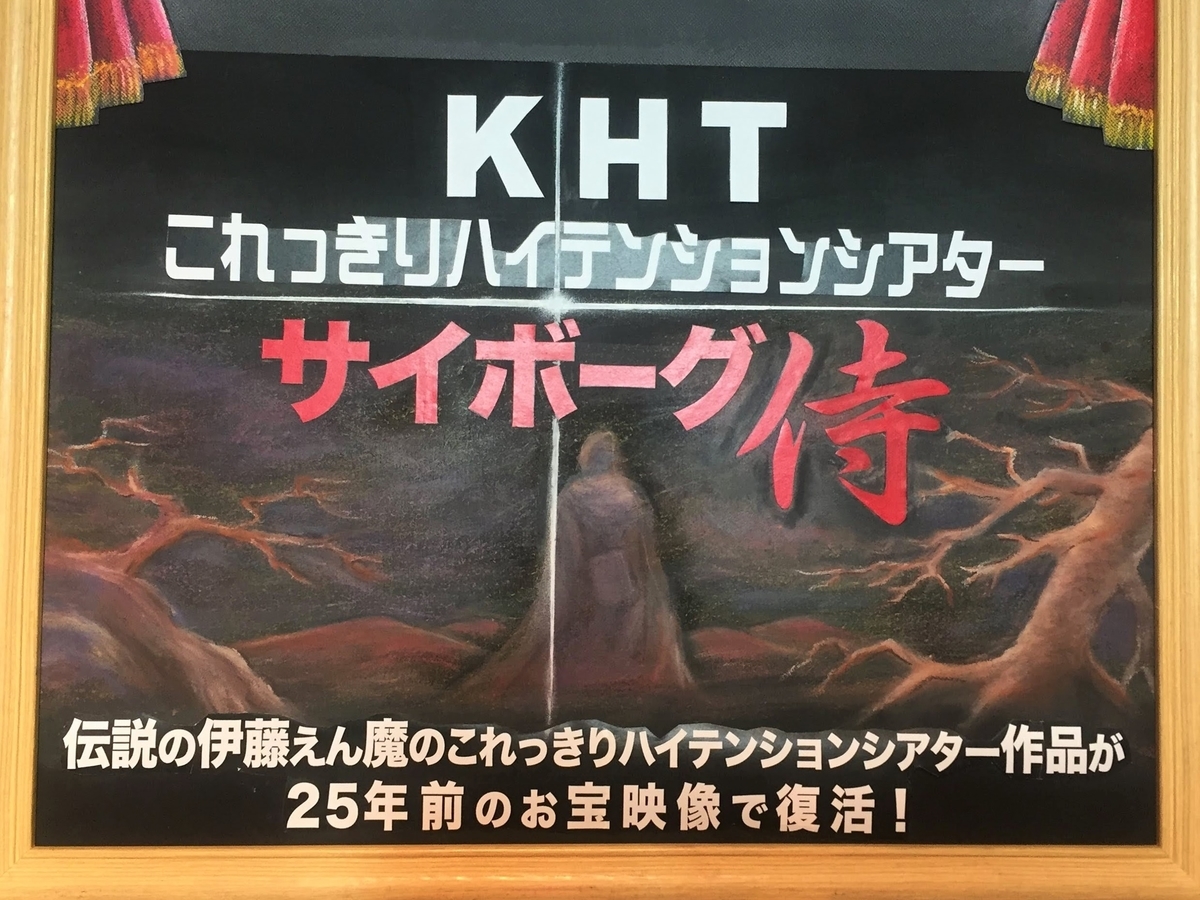 KHT
これっきりハイテンションシアター
サイボーグ侍
伝説の伊藤えん魔のこれっきりハイテンションシアター作品が
25年前のお宝映像で復活！